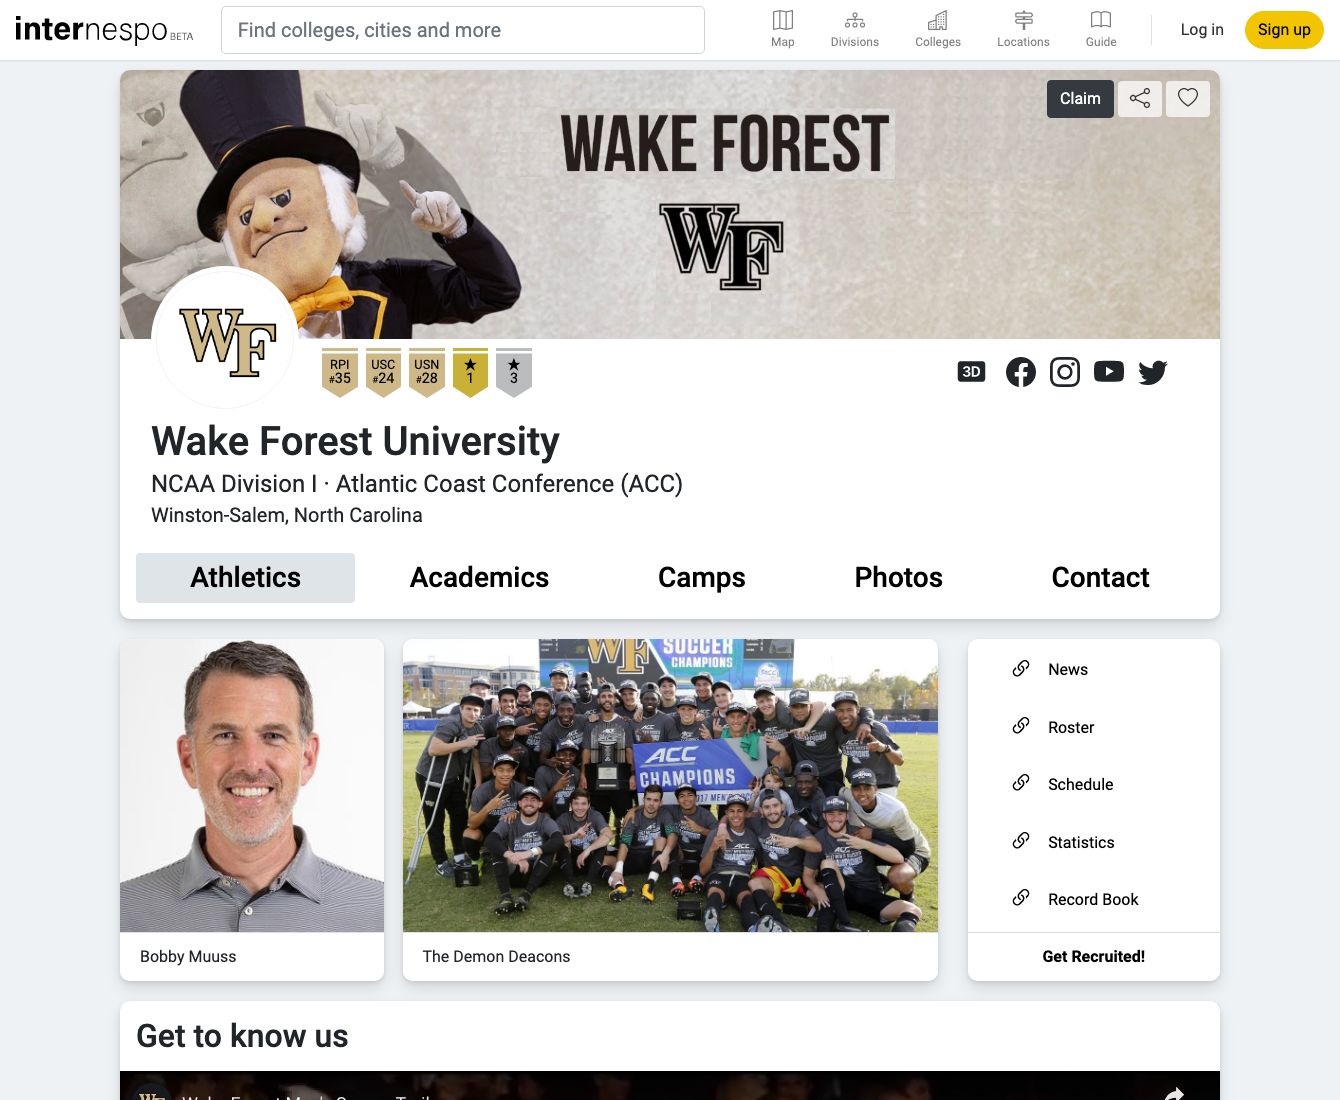 internespo BETA
Find colleges, cities and more
Map
Divisions
Colleges
Locations
Guide
Log in
Sign up
WAKE FOREST
WF
Claim
WF
RPI
#35
USC
#24
USN
#28
★
1
★
3
3D
Wake Forest University
NCAA Division I · Atlantic Coast Conference (ACC)
Winston-Salem, North Carolina
Athletics
Academics
Camps
Photos
Contact
WF
SOCCER
CHAMPIONS
ACC
CHAMPIONS
Bobby Muuss
The Demon Deacons
News
Roster
Schedule
Statistics
Record Book
Get Recruited!
Get to know us